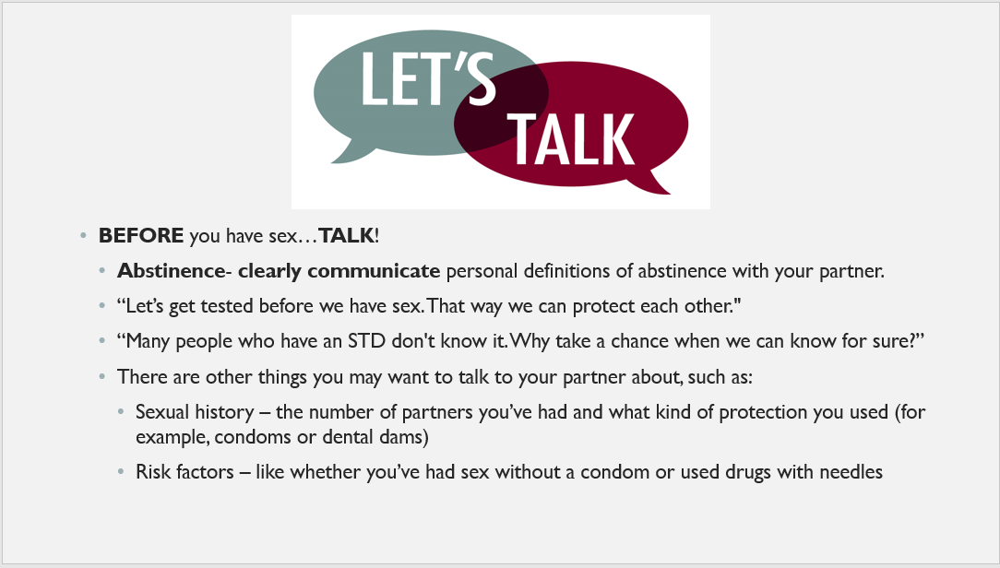 LET'S
TALK
• BEFORE you have sex…TALK!
• Abstinence- clearly communicate personal definitions of abstinence with your partner.
• “Let’s get tested before we have sex. That way we can protect each other."
• “Many people who have an STD don't know it. Why take a chance when we can know for sure?”
• There are other things you may want to talk to your partner about, such as:
• Sexual history – the number of partners you’ve had and what kind of protection you used (for
example, condoms or dental dams)
• Risk factors – like whether you’ve had sex without a condom or used drugs with needles